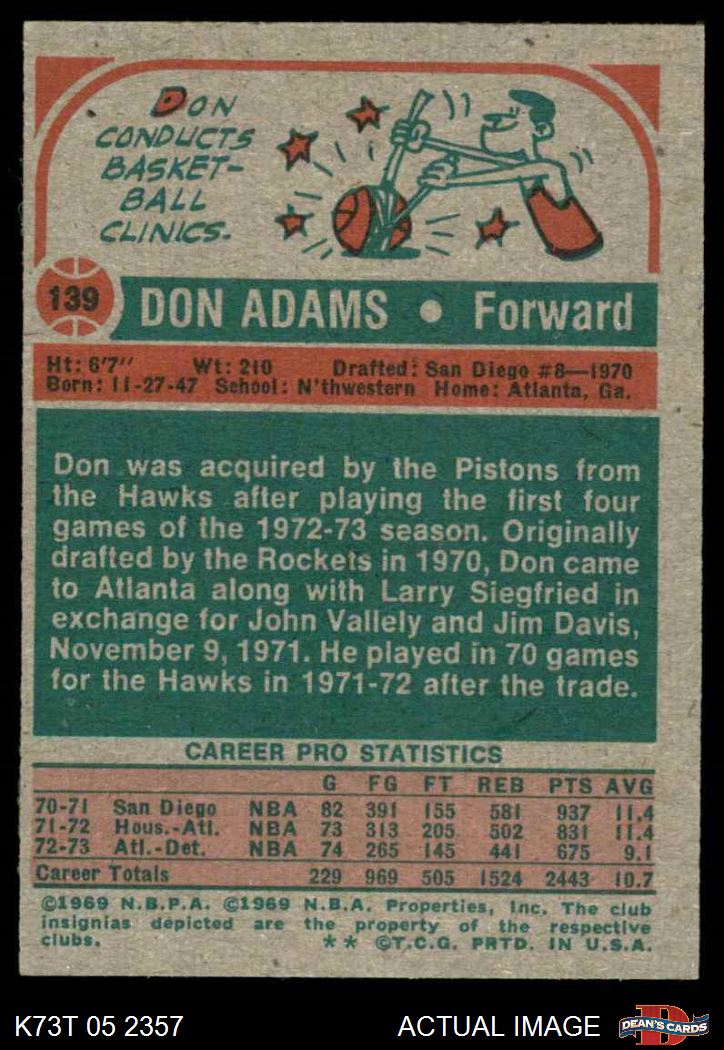 DON
CONDUCTS
BASKET-
BALL
CLINICS.
139 DON ADAMS • Forward
Ht: 6'7" Wt: 210 Drafted: San Diego #8—1970
Born: 11-27-47 School: N'thwestern Home: Atlanta, Ga.
Don was acquired by the Pistons from
the Hawks after playing the first four
games of the 1972-73 season. Originally
drafted by the Rockets in 1970, Don came
to Atlanta along with Larry Siegfried in
exchange for John Vallely and Jim Davis,
November 9, 1971. He played in 70 games
for the Hawks in 1971-72 after the trade.
CAREER PRO STATISTICS
G FG FT REB PTS AVG
70-71 San Diego NBA 82 391 155 581 937 11.4
71-72 Hous.-Atl. NBA 73 313 205 502 831 11.4
72-73 Atl.-Det. NBA 74 265 145 441 675 9.1
Career Totals 229 969 505 1524 2443 10.7
©1969 N.B.P.A. ©1969 N.B.A. Properties, Inc. The club
insignias depicted are the property of the respective
clubs. ** ©T.C.G. PRTD. IN U.S.A.
K73T 05 2357 ACTUAL IMAGE D DEAN'S CARDS